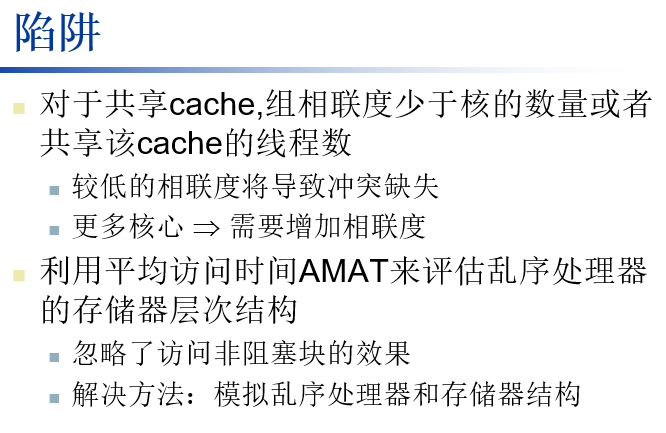 陷阱
对于共享cache,组相联度少于核的数量或者
共享该cache的线程数
较低的相联度将导致冲突缺失
更多核心 ⇒ 需要增加相联度
利用平均访问时间AMAT来评估乱序处理器
的存储器层次结构
忽略了访问非阻塞块的效果
解决方法：模拟乱序处理器和存储器结构